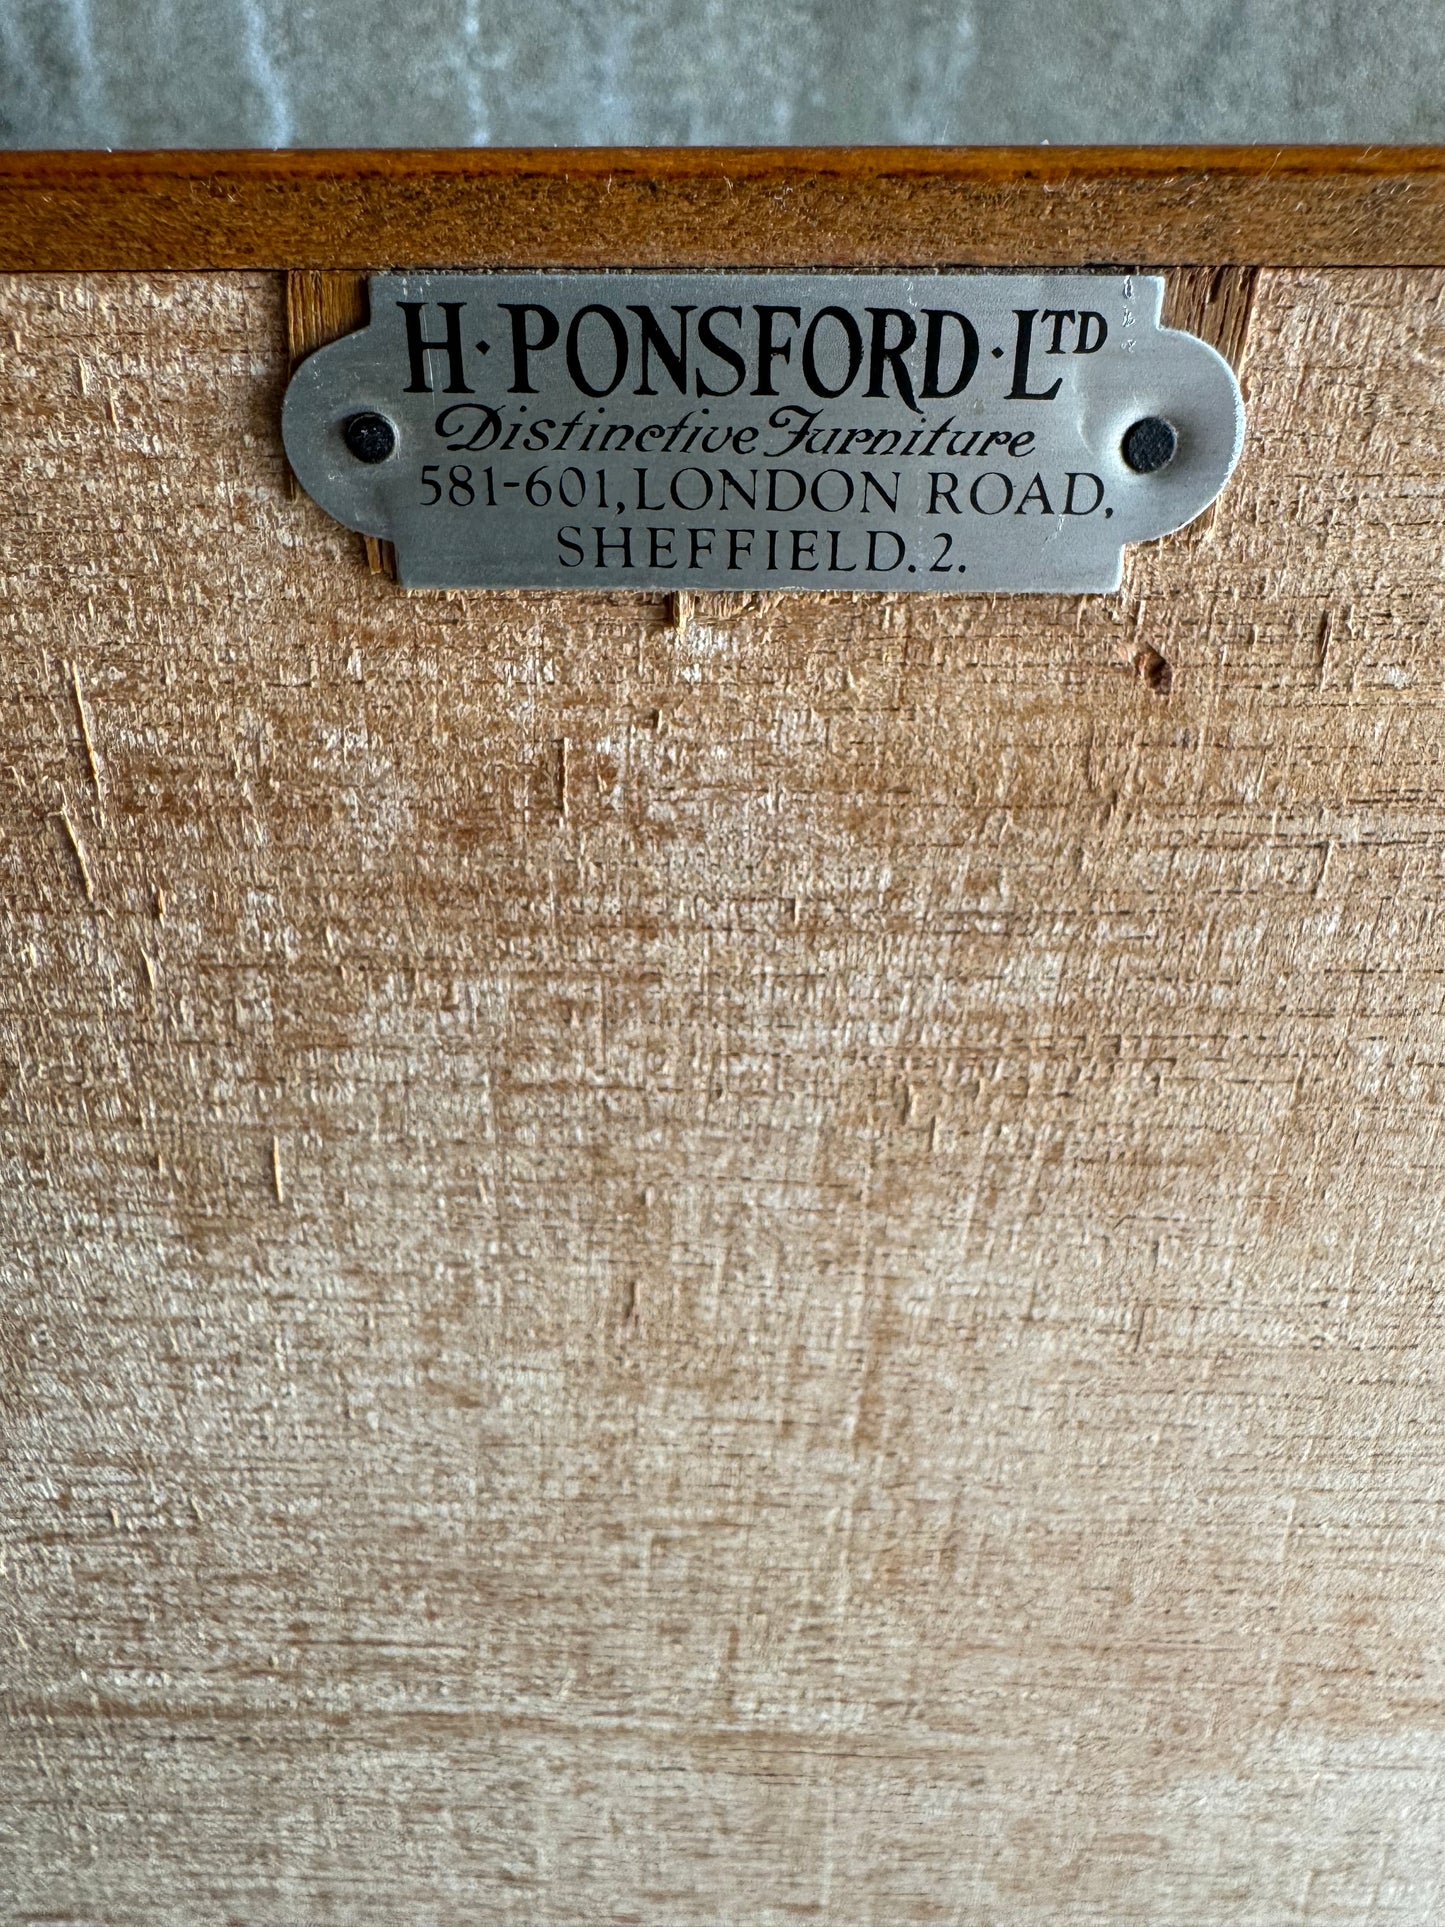 H·PONSFORD·LTD
Distinctive Furniture
581-601, LONDON ROAD,
SHEFFIELD. 2.